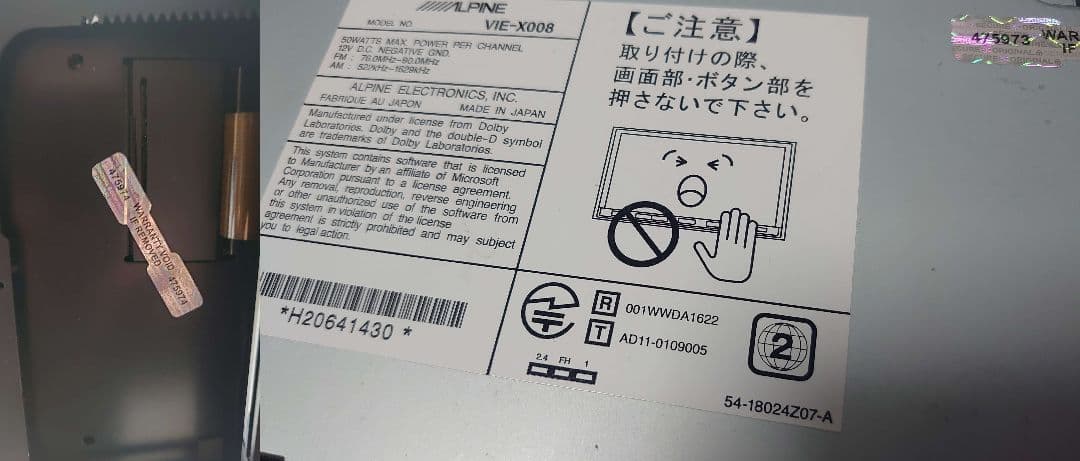 475974
WARRANTY VOID
IF REMOVED
475974
ALPINE
MODEL NO. VIE-X008
50WATTS MAX. POWER PER CHANNEL
12V D.C. NEGATIVE GND.
FM : 76.0MHz-90.0MHz
AM : 522kHz-1629kHz
ALPINE ELECTRONICS, INC.
FABRIQUE AU JAPON MADE IN JAPAN
Manufactured under license from Dolby
Laboratories. Dolby and the double-D symbol
are trademarks of Dolby Laboratories.
This system contains software that is licensed
to Manufacturer by an affiliate of Microsoft
Corporation pursuant to a license agreement.
Any removal, reproduction, reverse engineering
or other unauthorized use of the software from
this system in violation of the license
agreement is strictly prohibited and may subject
you to legal action.
*H20641430*
【ご注意】
取り付けの際、
画面部・ボタン部を
押さないで下さい。
R 001WWDA1622
T AD11-0109005
2.4 FH 1
2
54-18024Z07-A
475973 WAR
IF